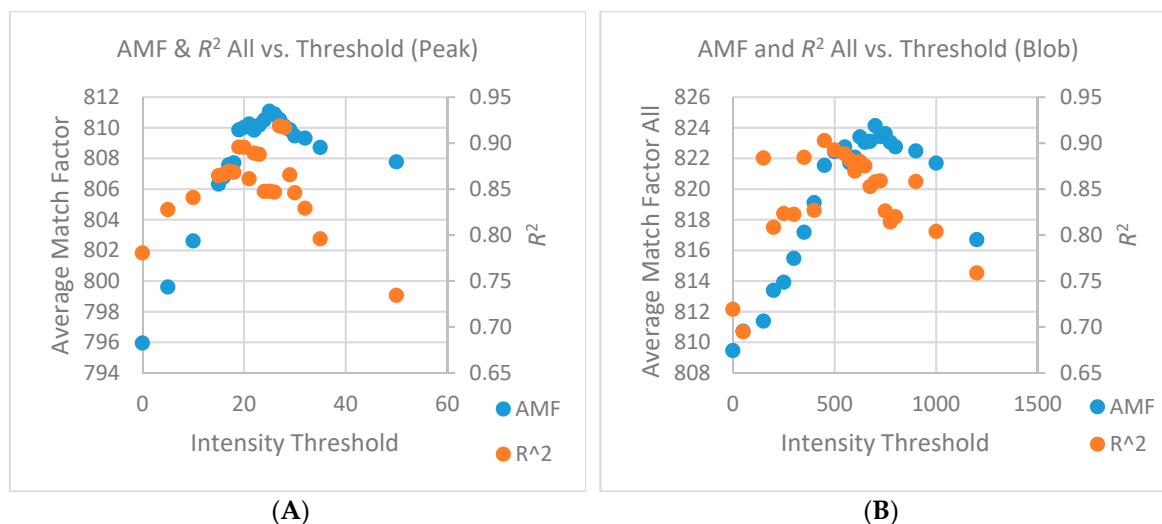 AMF & R² All vs. Threshold (Peak)
Average Match Factor
812
810
808
806
804
802
800
798
796
794
0.95
0.90
0.85
0.80
0.75
0.70
0.65
R²
0 20 40 60
Intensity Threshold
AMF
R^2
(A)
AMF and R² All vs. Threshold (Blob)
Average Match Factor All
826
824
822
820
818
816
814
812
810
808
0.95
0.90
0.85
0.80
0.75
0.70
0.65
R²
0 500 1000 1500
Intensity Threshold
AMF
R^2
(B)